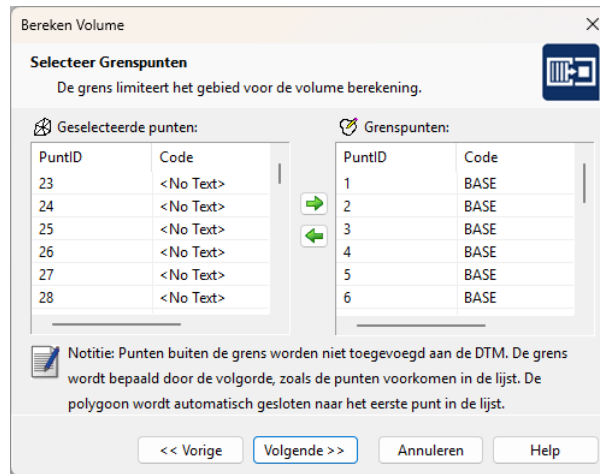 Bereken Volume
Selecteer Grenspunten
De grens limiteert het gebied voor de volume berekening.
Geselecteerde punten:
PuntID Code
23 <No Text>
24 <No Text>
25 <No Text>
26 <No Text>
27 <No Text>
28 <No Text>
Grenspunten:
PuntID Code
1 BASE
2 BASE
3 BASE
4 BASE
5 BASE
6 BASE
Notitie: Punten buiten de grens worden niet toegevoegd aan de DTM. De grens
wordt bepaald door de volgorde, zoals de punten voorkomen in de lijst. De
polygoon wordt automatisch gesloten naar het eerste punt in de lijst.
<< Vorige Volgende >> Annuleren Help